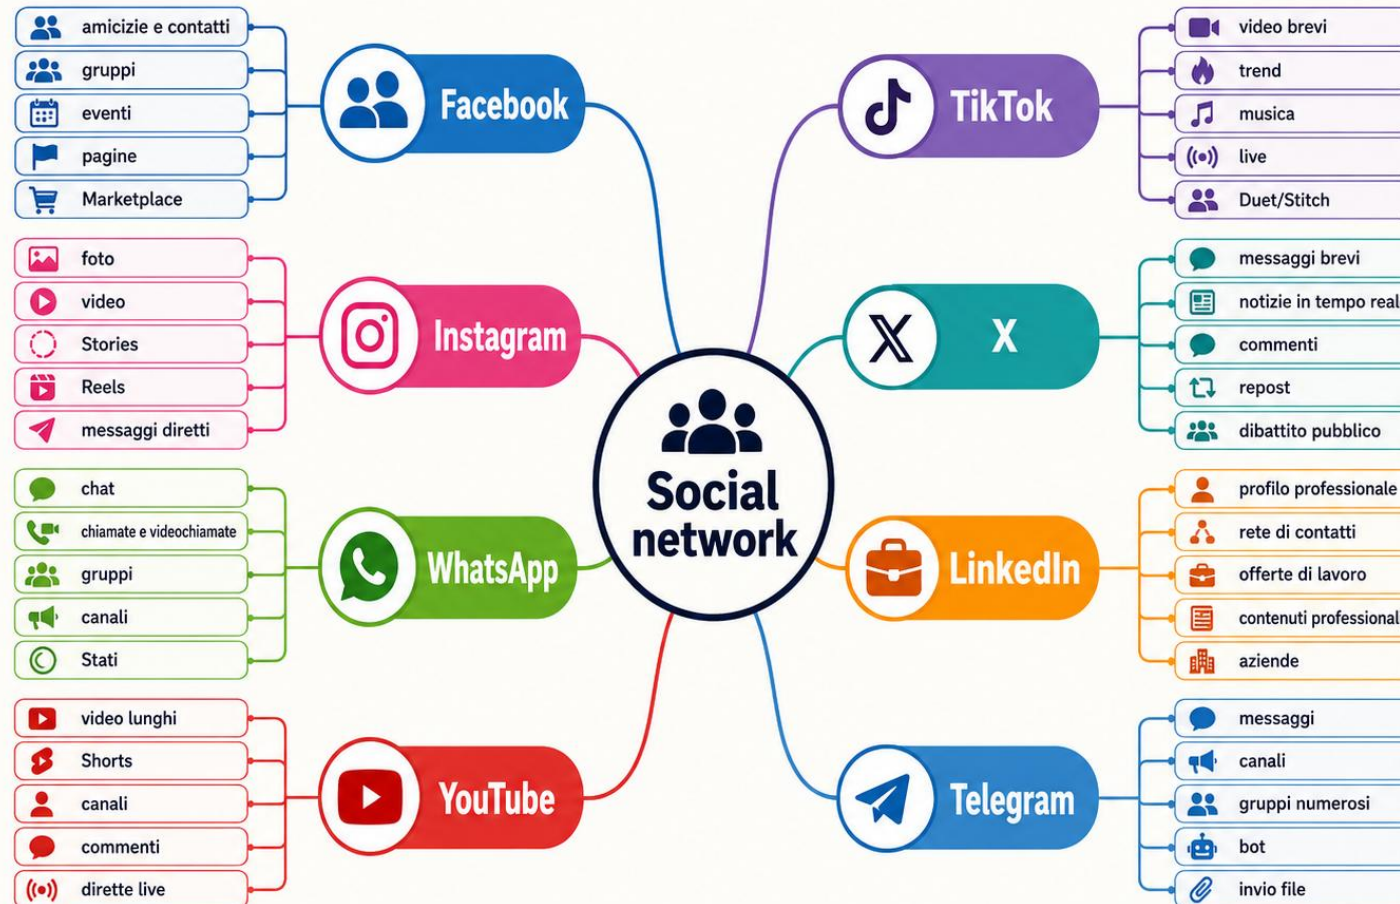 amicizie e contatti
gruppi
eventi
pagine
Marketplace
Facebook
foto
video
Stories
Reels
messaggi diretti
Instagram
chat
chiamate e videochiamate
gruppi
canali
Stati
WhatsApp
video lunghi
Shorts
canali
commenti
dirette live
YouTube
Social
network
TikTok
video brevi
trend
musica
live
Duet/Stitch
X
messaggi brevi
notizie in tempo real
commenti
repost
dibattito pubblico
LinkedIn
profilo professionale
rete di contatti
offerte di lavoro
contenuti professional
aziende
Telegram
messaggi
canali
gruppi numerosi
bot
invio file